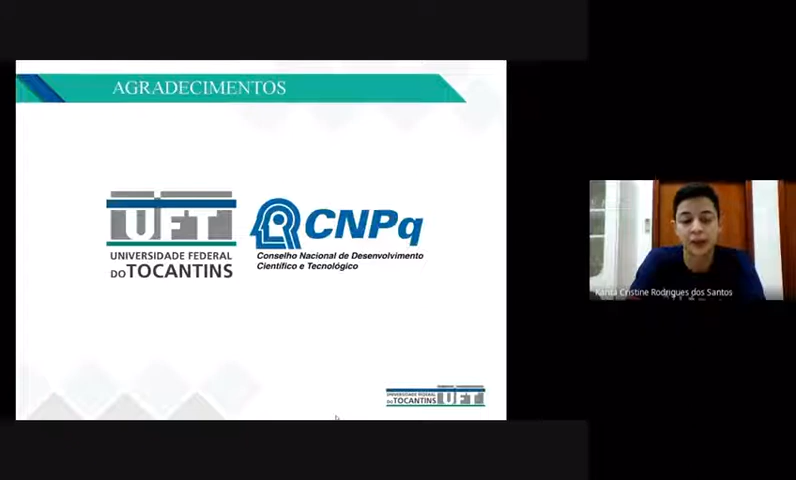 AGRADECIMENTOS
UFT
UNIVERSIDADE FEDERAL
DO TOCANTINS
CNPq
Conselho Nacional de Desenvolvimento
Científico e Tecnológico
Karita Cristine Rodrigues dos Santos
UNIVERSIDADE FEDERAL
DO TOCANTINS
UFT